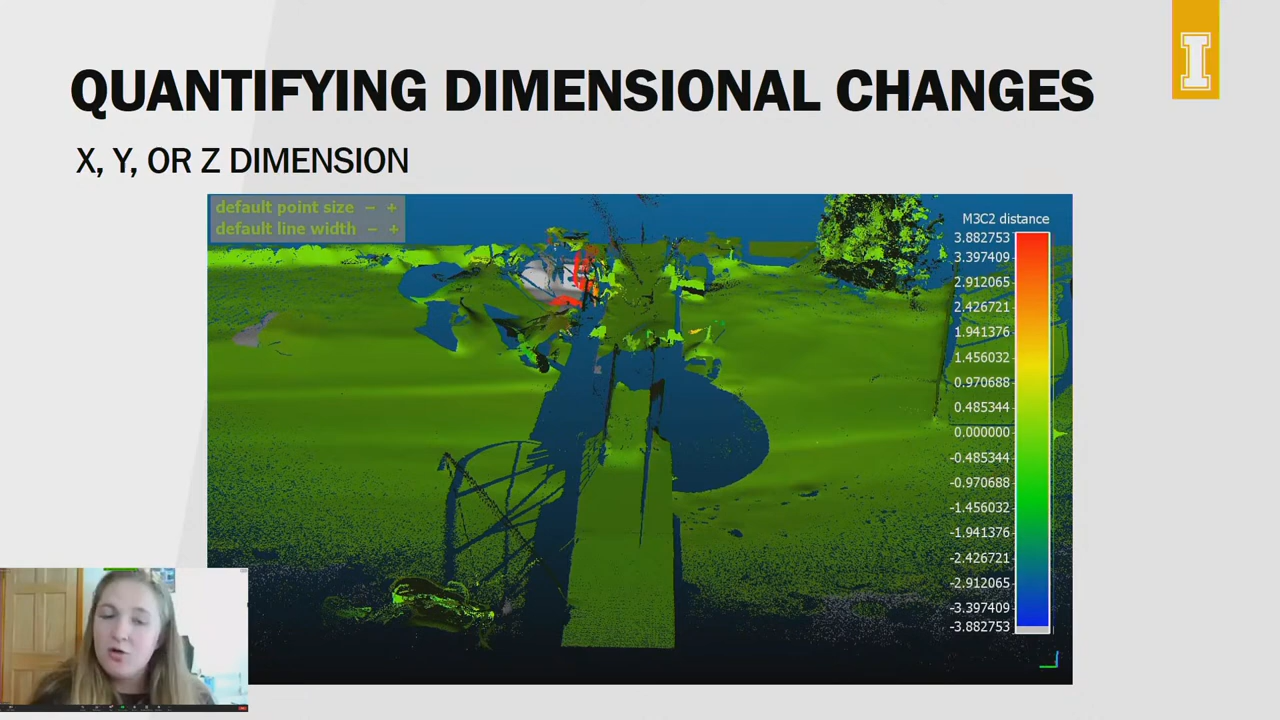 QUANTIFYING DIMENSIONAL CHANGES
I
X, Y, OR Z DIMENSION
default point size − +
default line width − +
M3C2 distance
3.882753
3.397409
2.912065
2.426721
1.941376
1.456032
0.970688
0.485344
0.000000
-0.485344
-0.970688
-1.456032
-1.941376
-2.426721
-2.912065
-3.397409
-3.882753